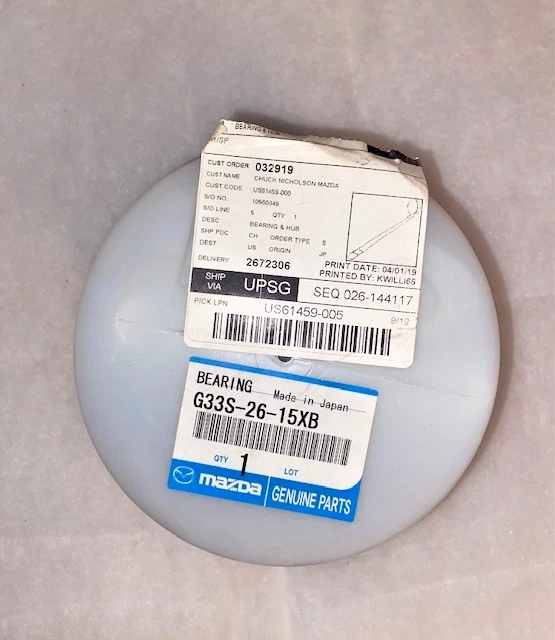 BEARING & HUB
CUST ORDER 032919
CUST NAME CHUCK NICHOLSON MAZDA
CUST CODE US61459-000
S/O NO. 10560349
S/O LINE 5 QTY 1
DESC BEARING & HUB
SHP PDC CH ORDER TYPE S
DEST US ORIGIN JP
DELIVERY 2672306
PRINT DATE: 04/01/19
PRINTED BY: KWILLI66
SHIP VIA UPSG SEQ 026-144117
PICK LPN US61459-005 9/12
BEARING Made in Japan
G33S-26-15XB
QTY 1 LOT
mazda GENUINE PARTS